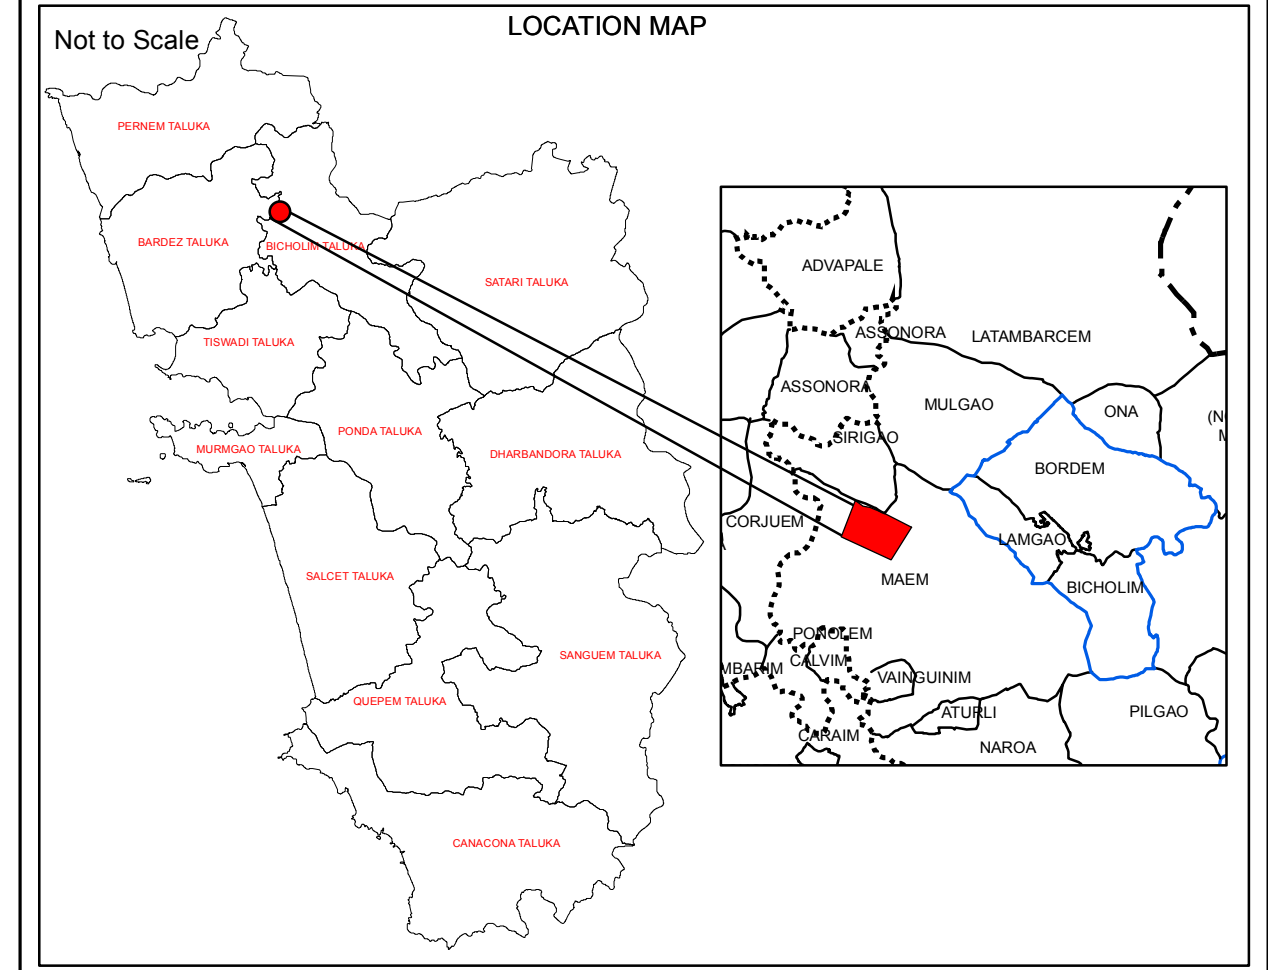 LOCATION MAP
Not to Scale
PERNEM TALUKA
BARDEZ TALUKA
BICHOLIM TALUKA
SATARI TALUKA
TISWADI TALUKA
PONDA TALUKA
MURMGAO TALUKA
DHARBANDORA TALUKA
SALCET TALUKA
SANGUEM TALUKA
QUEPEM TALUKA
CANACONA TALUKA
ADVAPALE
ASSONORA
LATAMBARCEM
ASSONORA
MULGAO
ONA
SIRIGAO
BORDEM
CORJUEM
LAMGAO
MAEM
BICHOLIM
PONOLEM
CALVIM
MBARIM
VAINGUINIM
ATURLI
PILGAO
CARAIM
NAROA